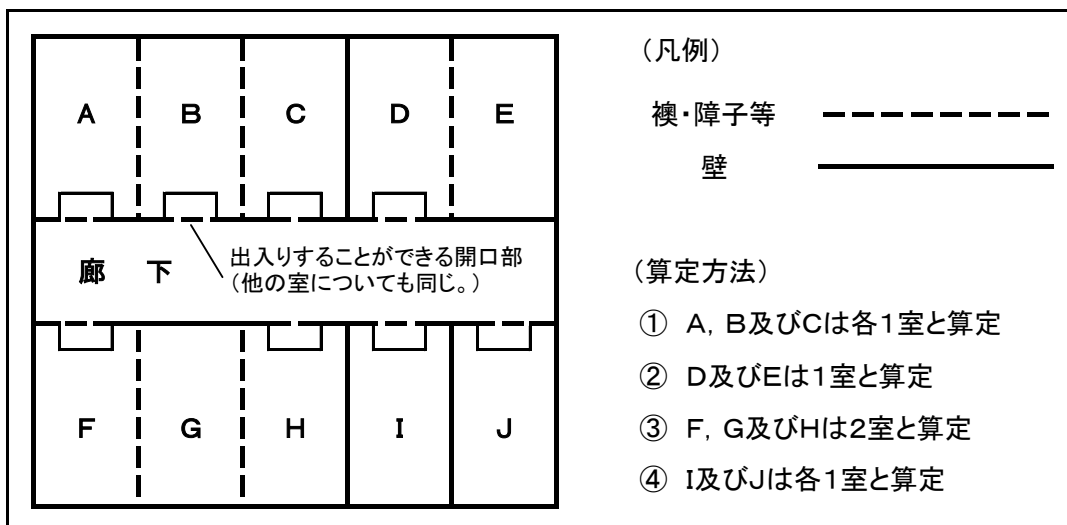 A B C D E
廊 下
出入りすることができる開口部
(他の室についても同じ。)
F G H I J
(凡例)
襖・障子等
壁
(算定方法)
① A,B及びCは各1室と算定
② D及びEは1室と算定
③ F,G及びHは2室と算定
④ I及びJは各1室と算定